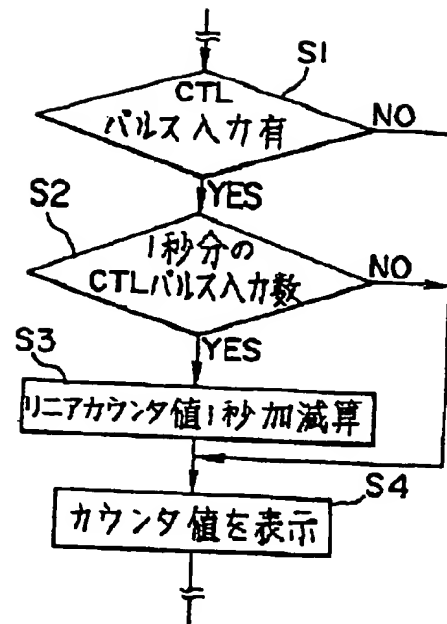 S1
CTL
パルス入力有
NO
YES
S2
1秒分の
CTLパルス入力数
NO
YES
S3
リニアカウンタ値1秒加減算
S4
カウンタ値を表示